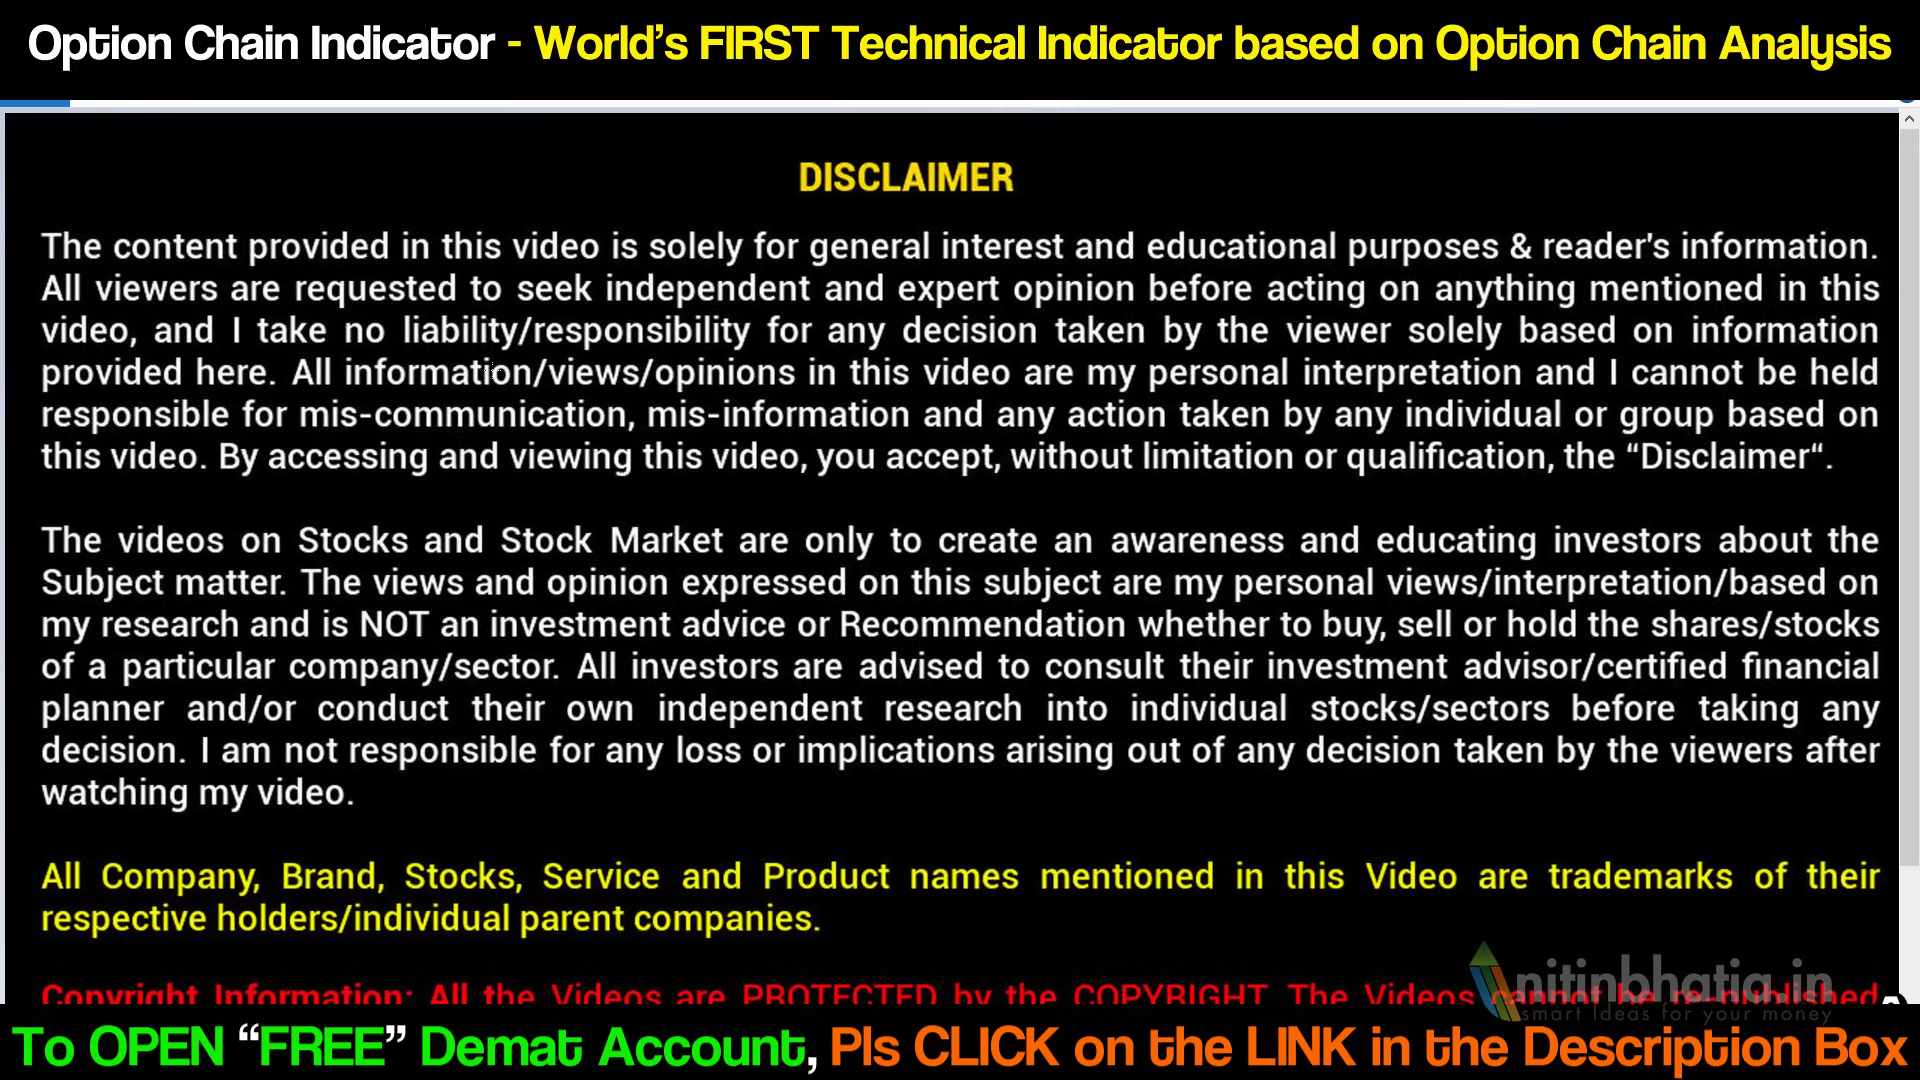 Option Chain Indicator - World's FIRST Technical Indicator based on Option Chain Analysis
DISCLAIMER
The content provided in this video is solely for general interest and educational purposes & reader's information.
All viewers are requested to seek independent and expert opinion before acting on anything mentioned in this
video, and I take no liability/responsibility for any decision taken by the viewer solely based on information
provided here. All information/views/opinions in this video are my personal interpretation and I cannot be held
responsible for mis-communication, mis-information and any action taken by any individual or group based on
this video. By accessing and viewing this video, you accept, without limitation or qualification, the “Disclaimer“.
The videos on Stocks and Stock Market are only to create an awareness and educating investors about the
Subject matter. The views and opinion expressed on this subject are my personal views/interpretation/based on
my research and is NOT an investment advice or Recommendation whether to buy, sell or hold the shares/stocks
of a particular company/sector. All investors are advised to consult their investment advisor/certified financial
planner and/or conduct their own independent research into individual stocks/sectors before taking any
decision. I am not responsible for any loss or implications arising out of any decision taken by the viewers after
watching my video.
All Company, Brand, Stocks, Service and Product names mentioned in this Video are trademarks of their
respective holders/individual parent companies.
Copyright Information: All the Videos are PROTECTED by the COPYRIGHT. The Videos cannot be re-published
nitinbhatia.in
smart Ideas for your money
To OPEN “FREE” Demat Account, Pls CLICK on the LINK in the Description Box